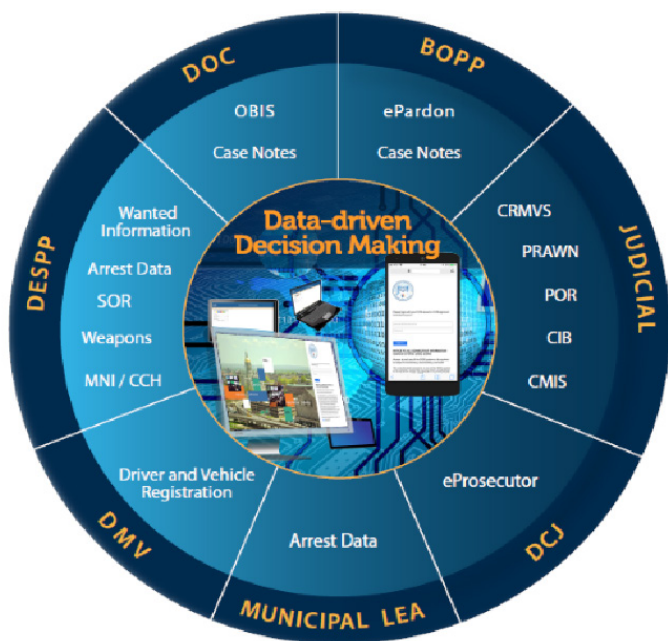 DOC
OBIS
Case Notes
BOPP
ePardon
Case Notes
JUDICIAL
CRMVS
PRAWN
POR
CIB
CMIS
DCJ
eProsecutor
MUNICIPAL LEA
Arrest Data
DMV
Driver and Vehicle
Registration
DESPP
Wanted
Information
Arrest Data
SOR
Weapons
MNI / CCH
Data-driven
Decision Making